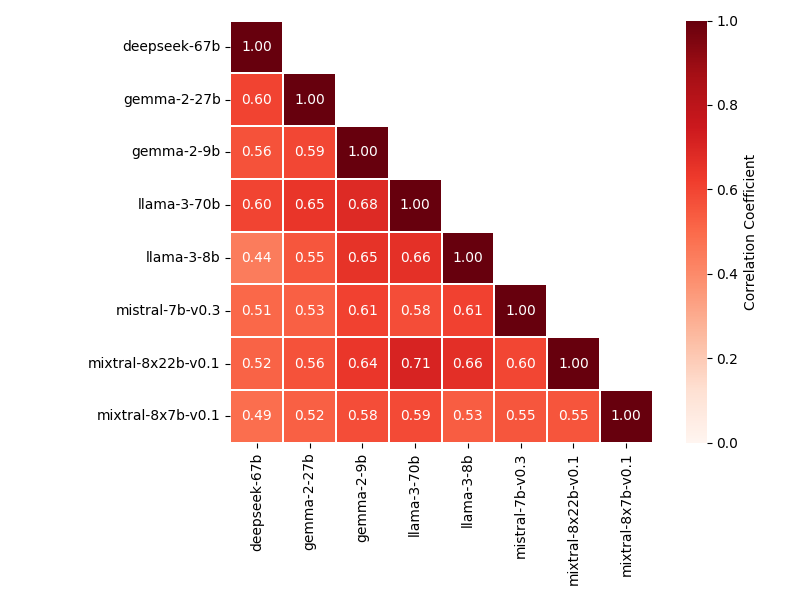 deepseek-67b 1.00
gemma-2-27b 0.60 1.00
gemma-2-9b 0.56 0.59 1.00
llama-3-70b 0.60 0.65 0.68 1.00
llama-3-8b 0.44 0.55 0.65 0.66 1.00
mistral-7b-v0.3 0.51 0.53 0.61 0.58 0.61 1.00
mixtral-8x22b-v0.1 0.52 0.56 0.64 0.71 0.66 0.60 1.00
mixtral-8x7b-v0.1 0.49 0.52 0.58 0.59 0.53 0.55 0.55 1.00
deepseek-67b
gemma-2-27b
gemma-2-9b
llama-3-70b
llama-3-8b
mistral-7b-v0.3
mixtral-8x22b-v0.1
mixtral-8x7b-v0.1
1.0
0.8
0.6
0.4
0.2
0.0
Correlation Coefficient